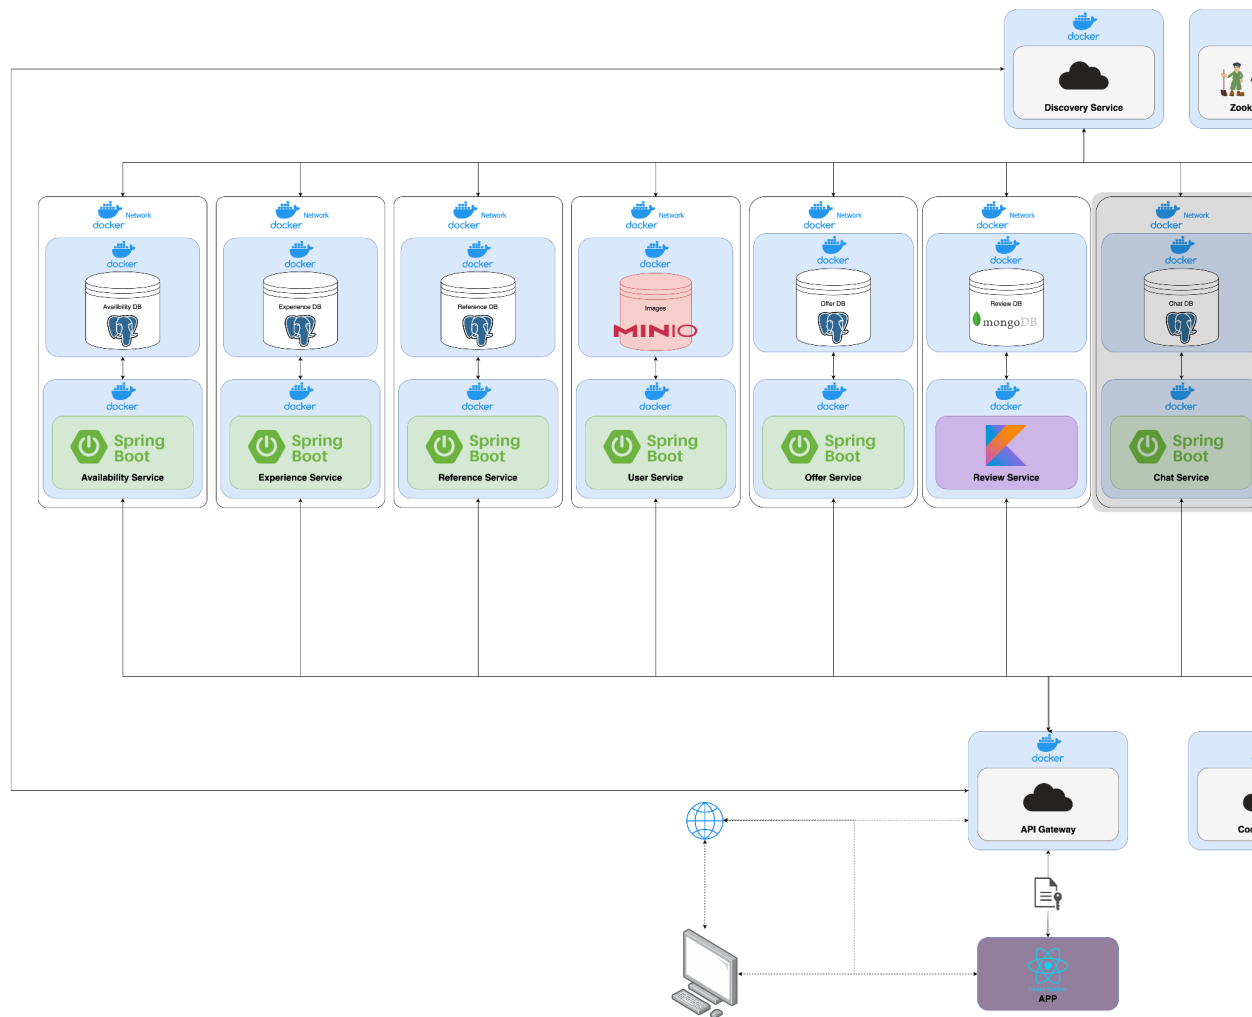 docker
Discovery Service
Zook
Network
docker
Network
docker
Network
docker
Network
docker
Network
docker
Network
docker
Network
docker
docker
docker
docker
docker
docker
docker
docker
Availibility DB
Experience DB
Reference DB
Images
MINIO
Offer DB
Review DB
mongoDB
Chat DB
docker
docker
docker
docker
docker
docker
docker
Spring
Boot
Availability Service
Spring
Boot
Experience Service
Spring
Boot
Reference Service
Spring
Boot
User Service
Spring
Boot
Offer Service
Review Service
Spring
Boot
Chat Service
docker
API Gateway
Cor
APP